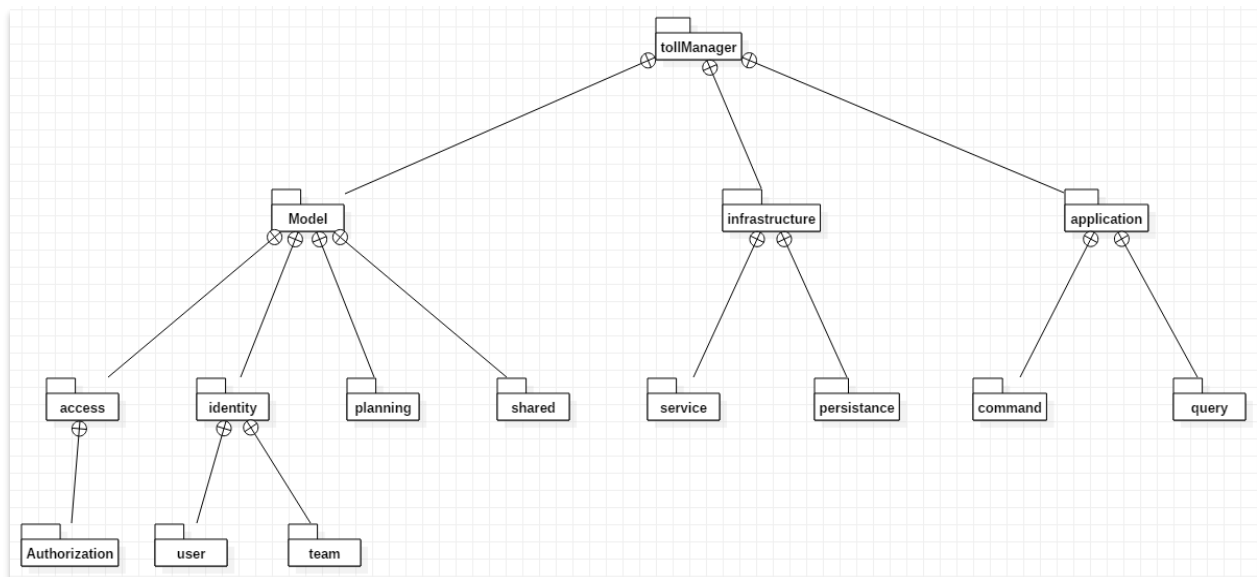 tollManager
Model
infrastructure
application
access
identity
planning
shared
service
persistance
command
query
Authorization
user
team